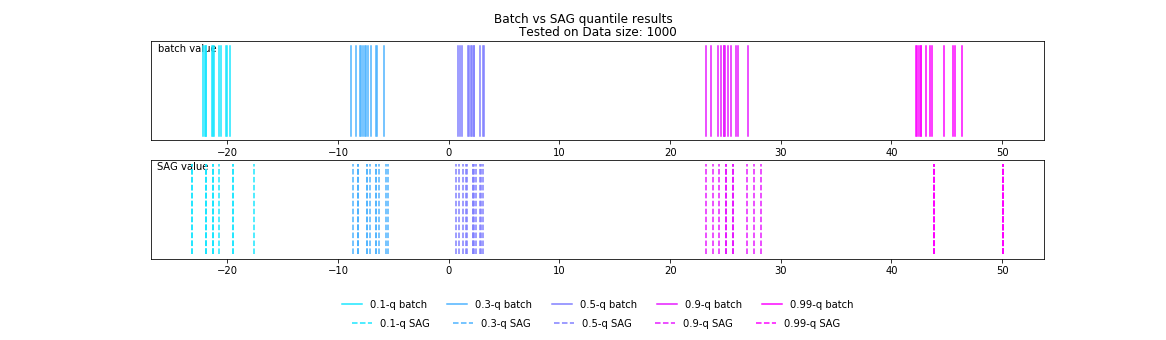 Batch vs SAG quantile results
Tested on Data size: 1000
batch value
−20 −10 0 10 20 30 40 50
SAG value
−20 −10 0 10 20 30 40 50
0.1-q batch 0.3-q batch 0.5-q batch 0.9-q batch 0.99-q batch
0.1-q SAG 0.3-q SAG 0.5-q SAG 0.9-q SAG 0.99-q SAG